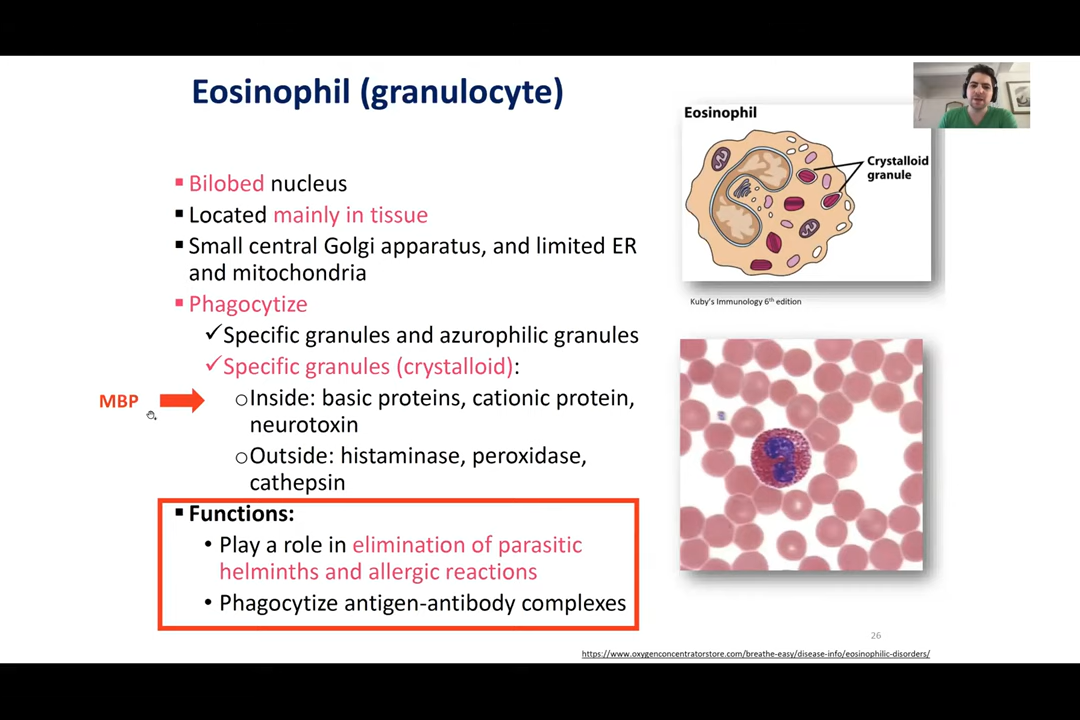 Eosinophil (granulocyte)
▪ Bilobed nucleus
▪ Located mainly in tissue
▪ Small central Golgi apparatus, and limited ER
and mitochondria
▪ Phagocytize
✓Specific granules and azurophilic granules
✓Specific granules (crystalloid):
MBP
oInside: basic proteins, cationic protein,
neurotoxin
oOutside: histaminase, peroxidase,
cathepsin
▪ Functions:
• Play a role in elimination of parasitic
helminths and allergic reactions
• Phagocytize antigen-antibody complexes
Eosinophil
Crystalloid
granule
Kuby's Immunology 6th edition
26
https://www.oxygenconcentratorstore.com/breathe-easy/disease-info/eosinophilic-disorders/